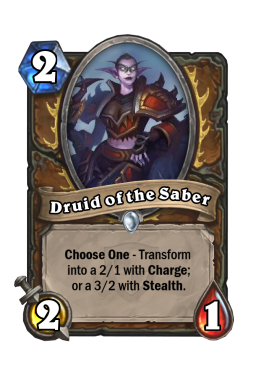 2
Druid of the Saber
Choose One - Transform
into a 2/1 with Charge;
or a 3/2 with Stealth.
2
1